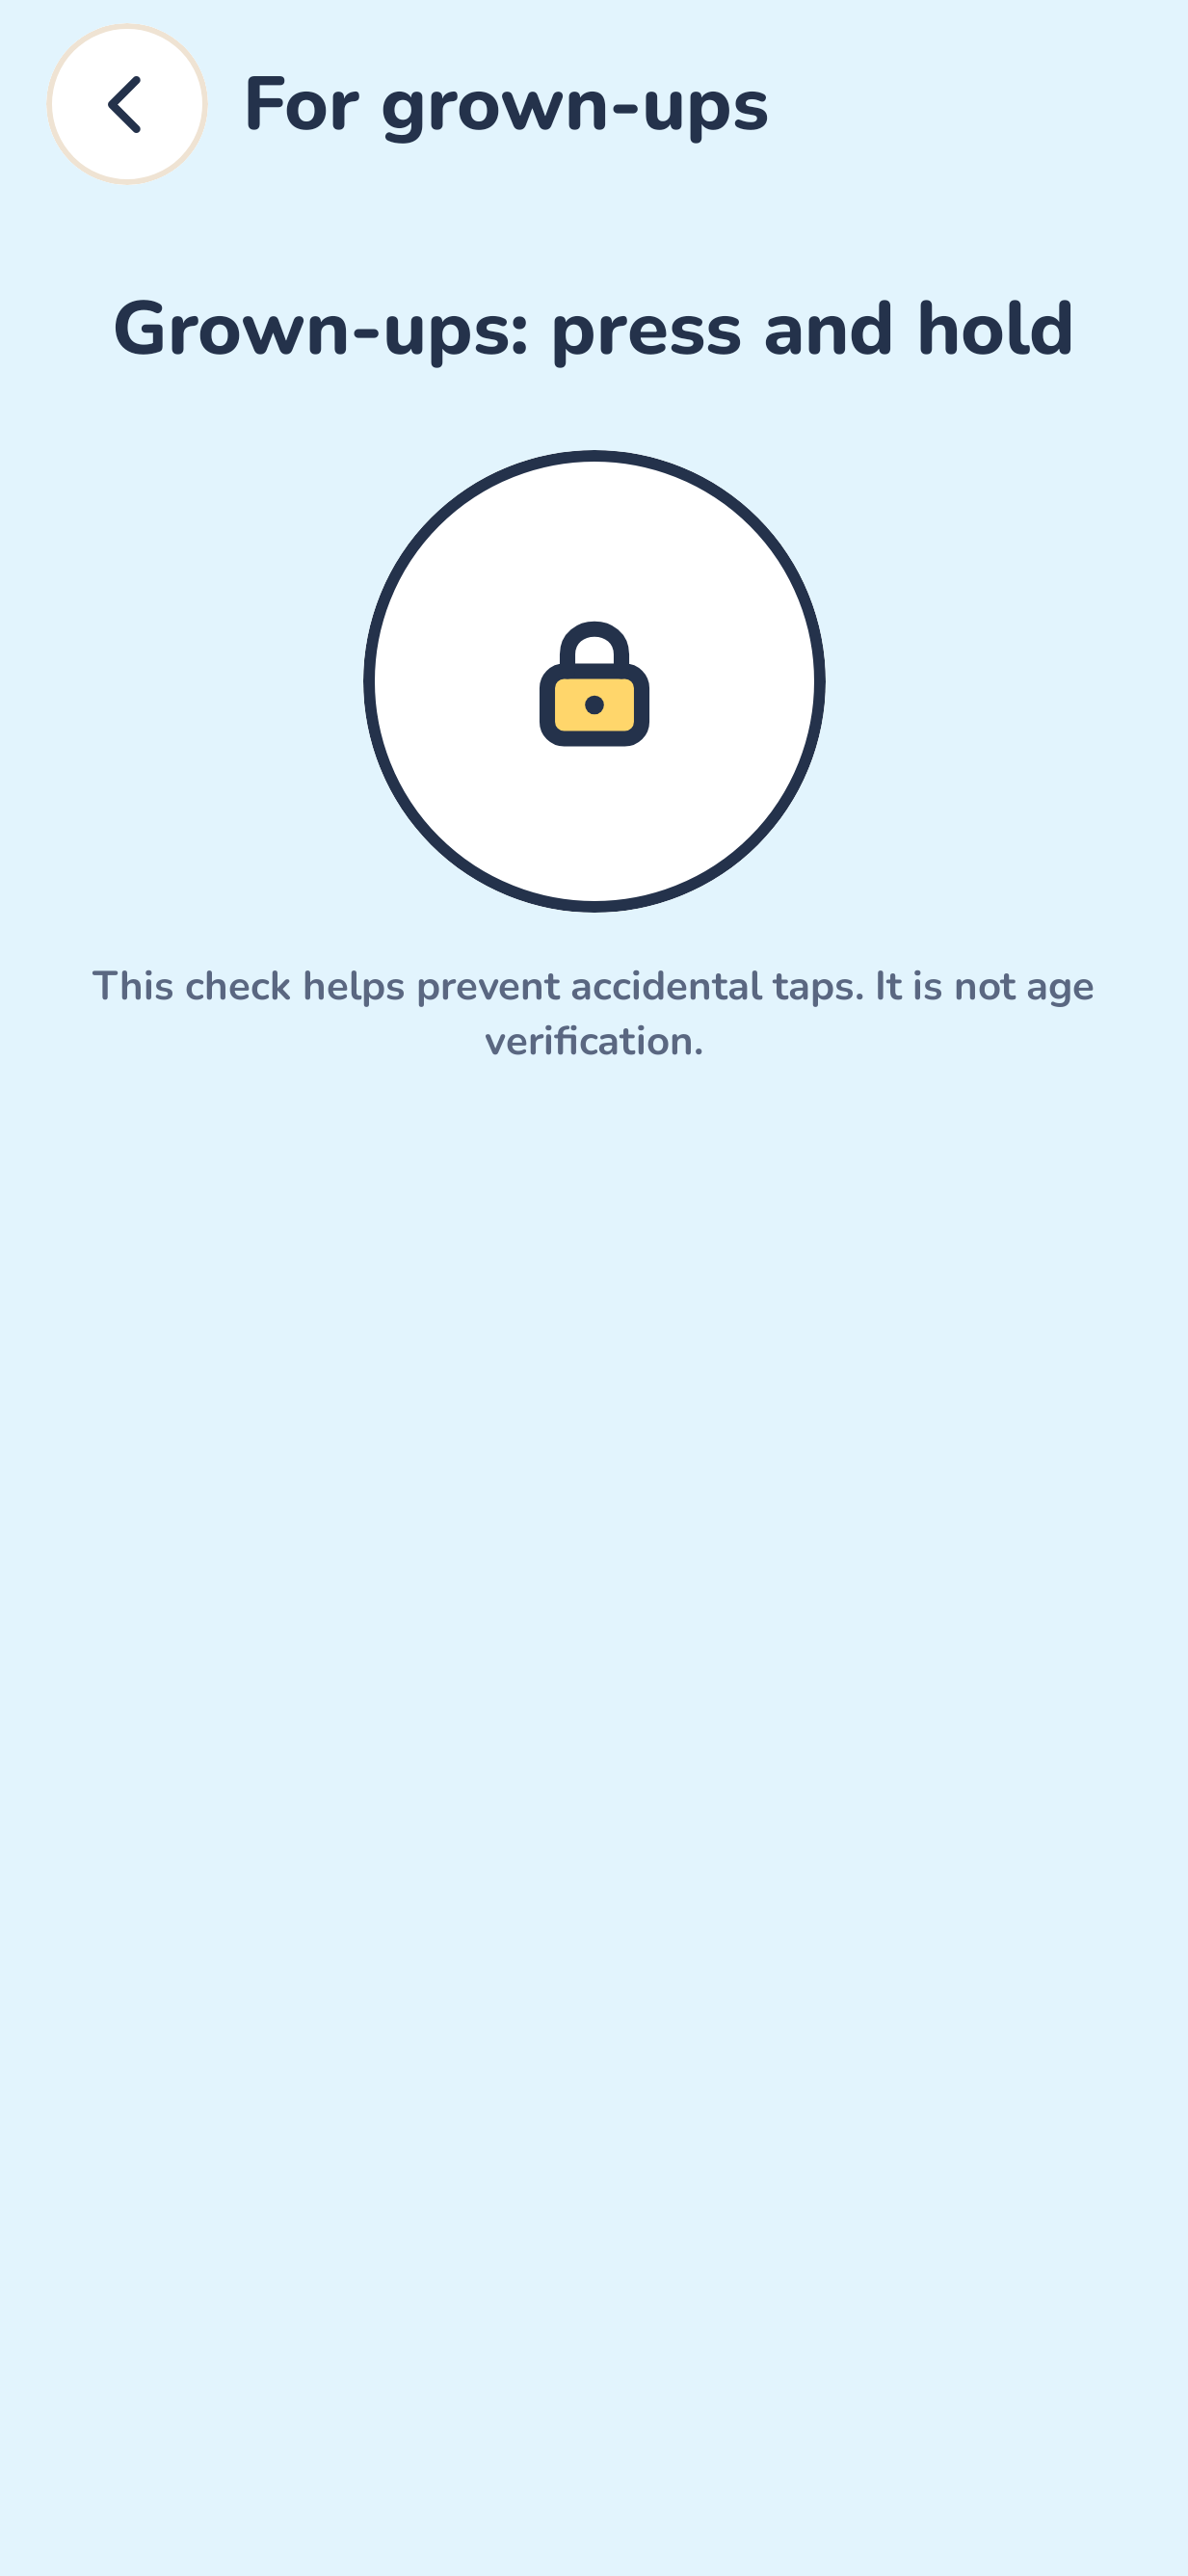 For grown-ups
Grown-ups: press and hold
This check helps prevent accidental taps. It is not age
verification.